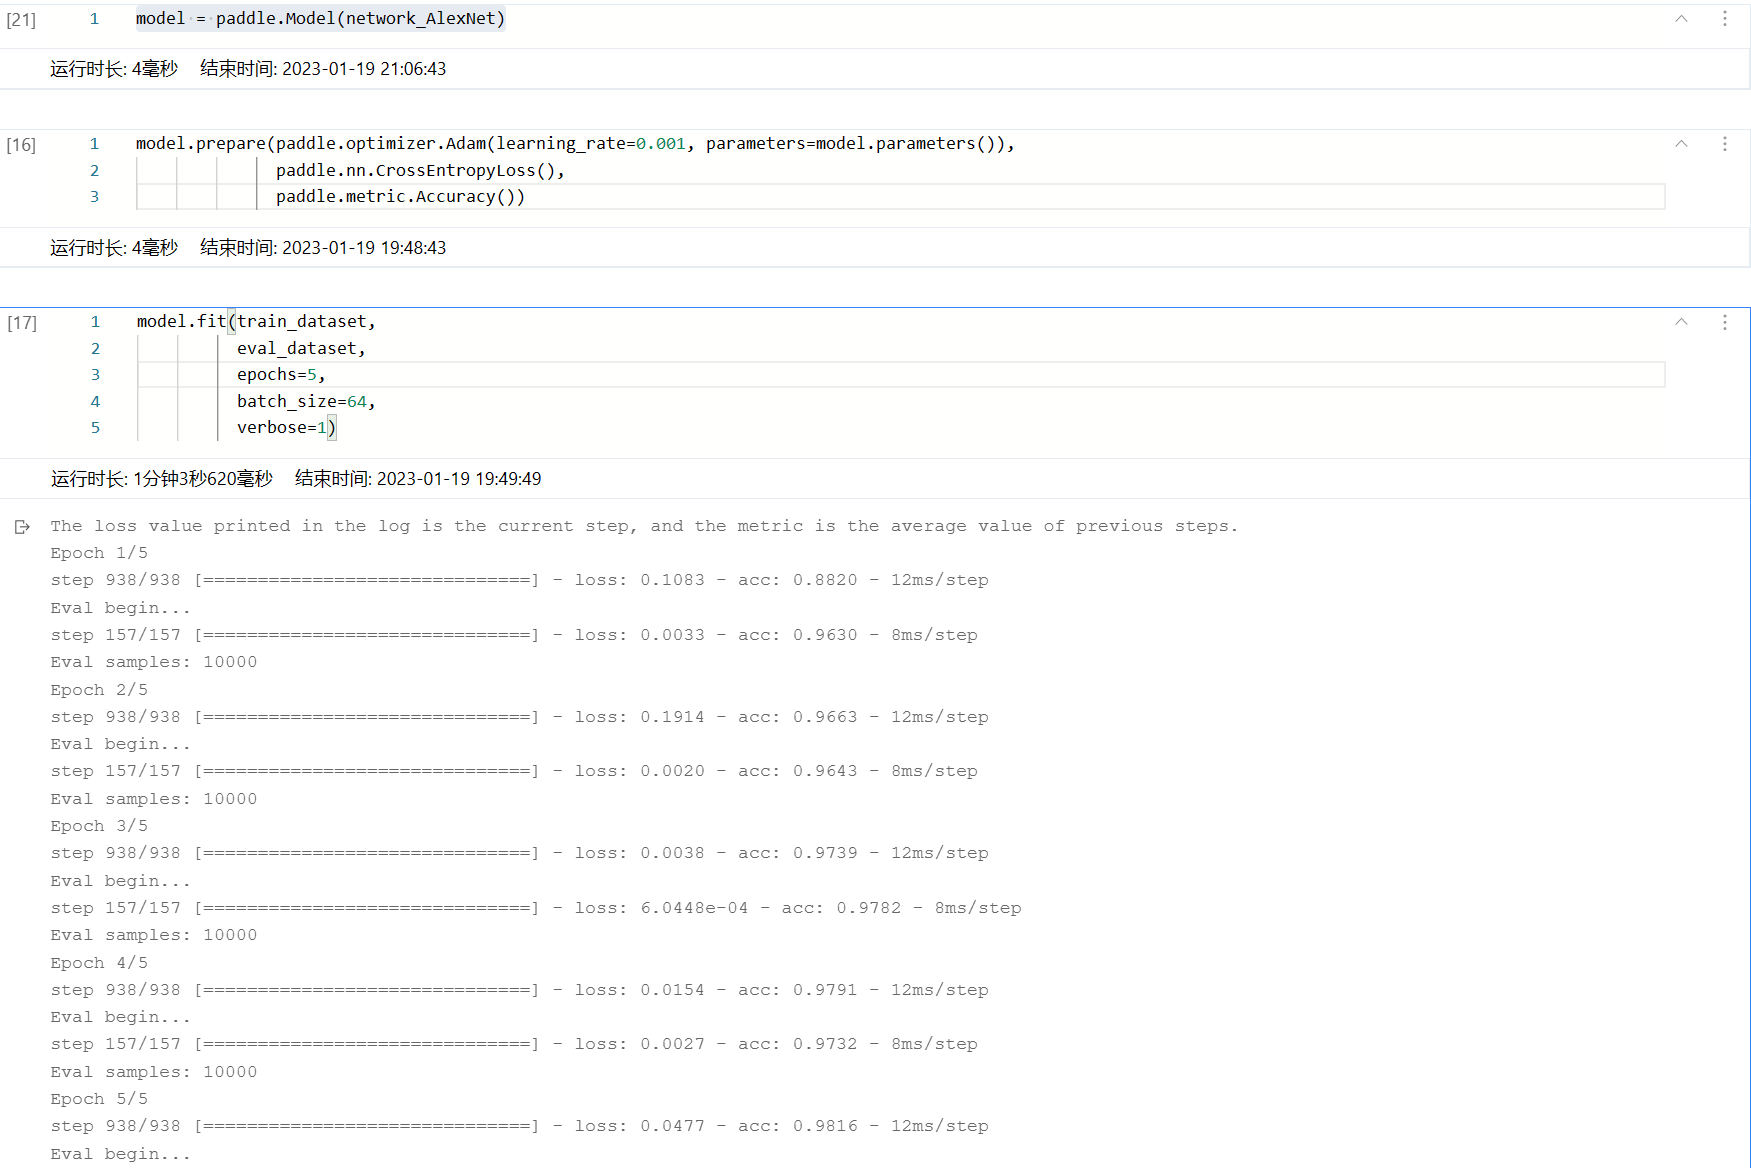 [21] 1 model = paddle.Model(network_AlexNet)
运行时长: 4毫秒 结束时间: 2023-01-19 21:06:43
[16] 1 model.prepare(paddle.optimizer.Adam(learning_rate=0.001, parameters=model.parameters()),
2 paddle.nn.CrossEntropyLoss(),
3 paddle.metric.Accuracy())
运行时长: 4毫秒 结束时间: 2023-01-19 19:48:43
[17] 1 model.fit(train_dataset,
2 eval_dataset,
3 epochs=5,
4 batch_size=64,
5 verbose=1)
运行时长: 1分钟3秒620毫秒 结束时间: 2023-01-19 19:49:49
The loss value printed in the log is the current step, and the metric is the average value of previous steps.
Epoch 1/5
step 938/938 [==============================] - loss: 0.1083 - acc: 0.8820 - 12ms/step
Eval begin...
step 157/157 [==============================] - loss: 0.0033 - acc: 0.9630 - 8ms/step
Eval samples: 10000
Epoch 2/5
step 938/938 [==============================] - loss: 0.1914 - acc: 0.9663 - 12ms/step
Eval begin...
step 157/157 [==============================] - loss: 0.0020 - acc: 0.9643 - 8ms/step
Eval samples: 10000
Epoch 3/5
step 938/938 [==============================] - loss: 0.0038 - acc: 0.9739 - 12ms/step
Eval begin...
step 157/157 [==============================] - loss: 6.0448e-04 - acc: 0.9782 - 8ms/step
Eval samples: 10000
Epoch 4/5
step 938/938 [==============================] - loss: 0.0154 - acc: 0.9791 - 12ms/step
Eval begin...
step 157/157 [==============================] - loss: 0.0027 - acc: 0.9732 - 8ms/step
Eval samples: 10000
Epoch 5/5
step 938/938 [==============================] - loss: 0.0477 - acc: 0.9816 - 12ms/step
Eval begin...